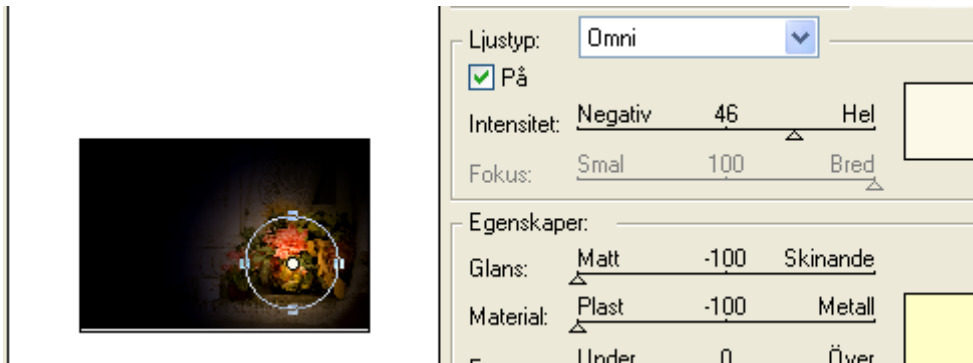 Ljustyp: Omni
På
Intensitet: Negativ 46 Hel
Fokus: Smal 100 Bred
Egenskaper:
Glans: Matt -100 Skinande
Material: Plast -100 Metall
Under 0 Över